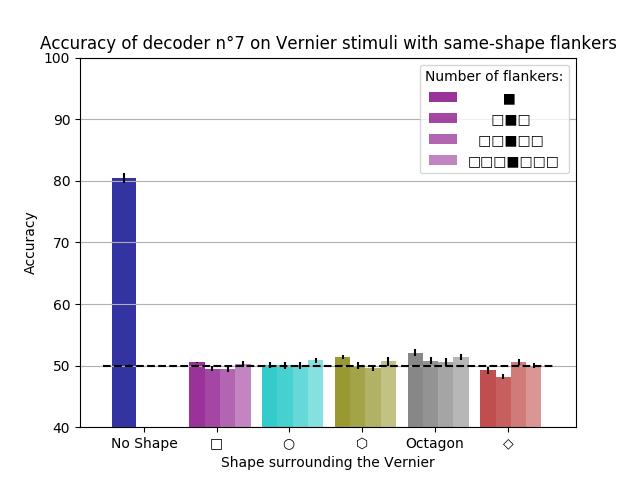 Accuracy of decoder n°7 on Vernier stimuli with same-shape flankers
100
90
80
70
60
50
40
Accuracy
Number of flankers:
■
□■□
□□■□□
□□□■□□□
No Shape □ ○ ⬡ Octagon ◇
Shape surrounding the Vernier